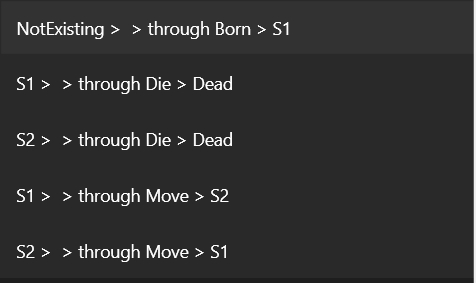 NotExisting >  > through Born > S1
S1 >  > through Die > Dead
S2 >  > through Die > Dead
S1 >  > through Move > S2
S2 >  > through Move > S1